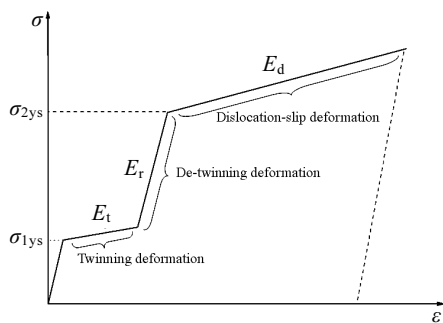 σ
E_d
σ_2ys
Dislocation-slip deformation
E_r
De-twinning deformation
E_t
σ_1ys
Twinning deformation
ε